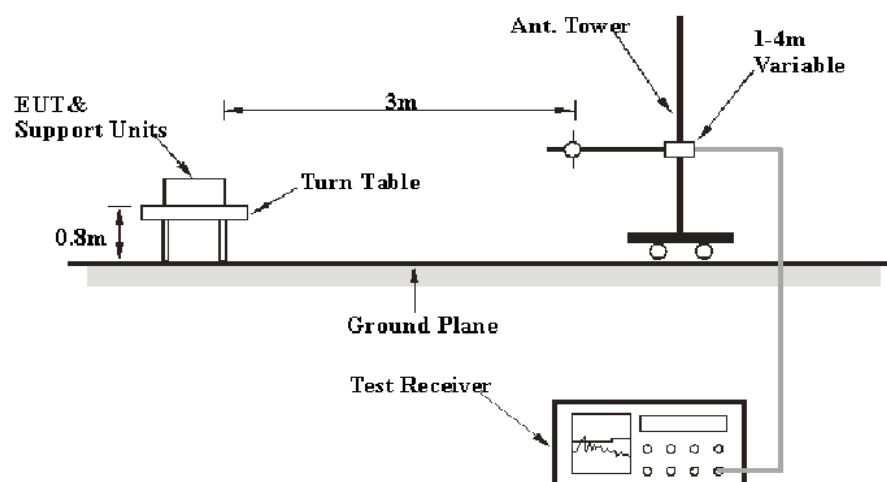 Ant. Tower
1-4m
Variable
3m
EUT&
Support Units
Turn Table
0.8m
Ground Plane
Test Receiver